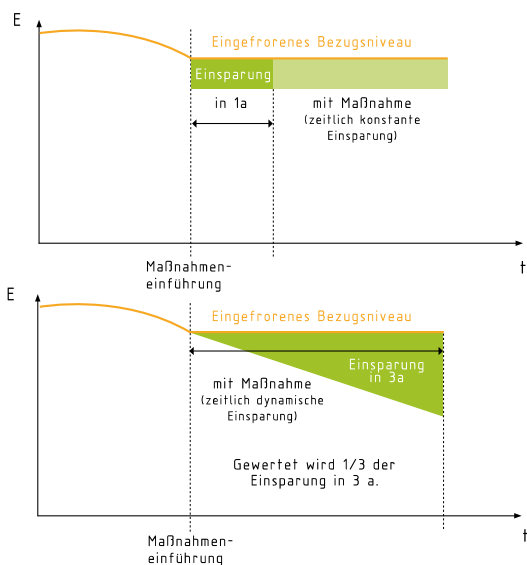 E
Eingefrorenes Bezugsniveau
Einsparung
in 1a
mit Maßnahme
(zeitlich konstante
Einsparung)
Maßnahmen-
einführung
t
E
Eingefrorenes Bezugsniveau
Einsparung
in 3a
mit Maßnahme
(zeitlich dynamische
Einsparung)
Gewertet wird 1/3 der
Einsparung in 3 a.
t
Maßnahmen-
einführung